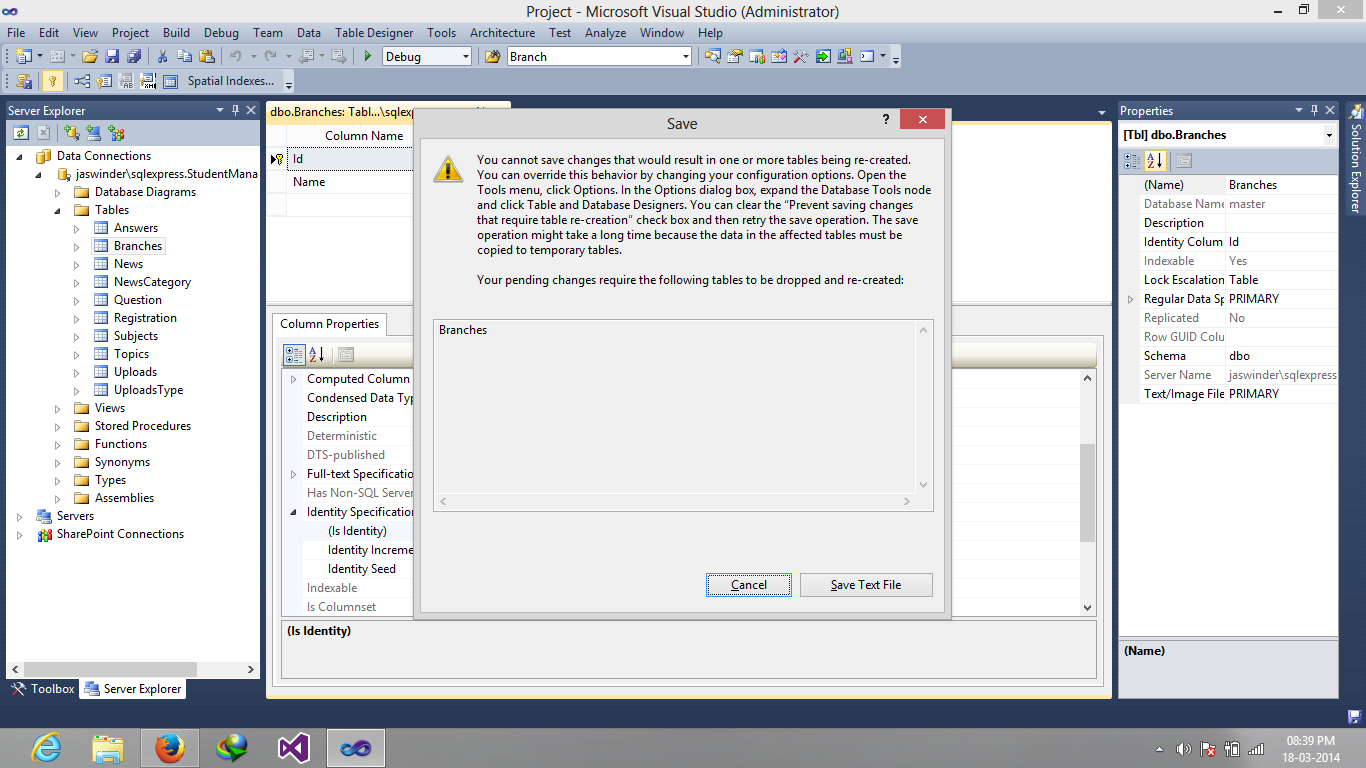 Project - Microsoft Visual Studio (Administrator)
File Edit View Project Build Debug Team Data Table Designer Tools Architecture Test Analyze Window Help
Debug Branch
Spatial Indexes...
Server Explorer
Data Connections
jaswinder\sqlexpress.StudentMana
Database Diagrams
Tables
Answers
Branches
News
NewsCategory
Question
Registration
Subjects
Topics
Uploads
UploadsType
Views
Stored Procedures
Functions
Synonyms
Types
Assemblies
Servers
SharePoint Connections
Toolbox Server Explorer
dbo.Branches: Tabl...\sqlexp
Column Name
Id
Name
Column Properties
Computed Column
Condensed Data Typ
Description
Deterministic
DTS-published
Full-text Specificatio
Has Non-SQL Server
Identity Specification
(Is Identity)
Identity Increme
Identity Seed
Indexable
Is Columnset
(Is Identity)
Save
?
You cannot save changes that would result in one or more tables being re-created.
You can override this behavior by changing your configuration options. Open the
Tools menu, click Options. In the Options dialog box, expand the Database Tools node
and click Table and Database Designers. You can clear the “Prevent saving changes
that require table re-creation” check box and then retry the save operation. The save
operation might take a long time because the data in the affected tables must be
copied to temporary tables.
Your pending changes require the following tables to be dropped and re-created:
Branches
Cancel Save Text File
Properties
[Tbl] dbo.Branches
(Name) Branches
Database Name master
Description
Identity Colum Id
Indexable Yes
Lock Escalation Table
Regular Data Sp PRIMARY
Replicated No
Row GUID Colu
Schema dbo
Server Name jaswinder\sqlexpress
Text/Image File PRIMARY
(Name)
Solution Explorer
08:39 PM
18-03-2014